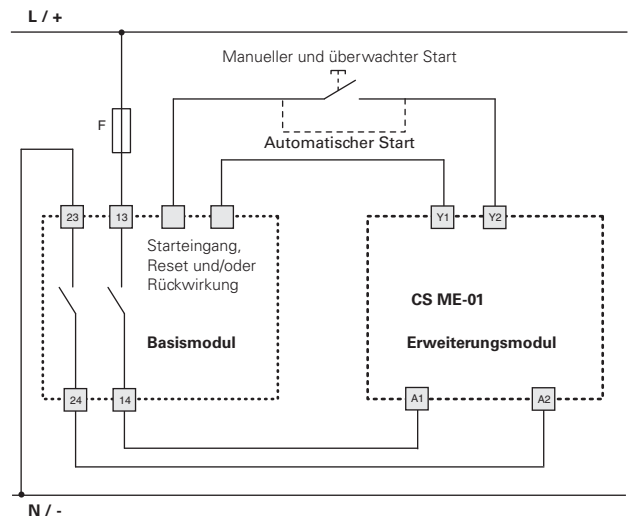 L / +
Manueller und überwachter Start
F
Automatischer Start
23
13
Y1
Y2
Starteingang,
Reset und/oder
Rückwirkung
CS ME-01
Basismodul
Erweiterungsmodul
24
14
A1
A2
N / -